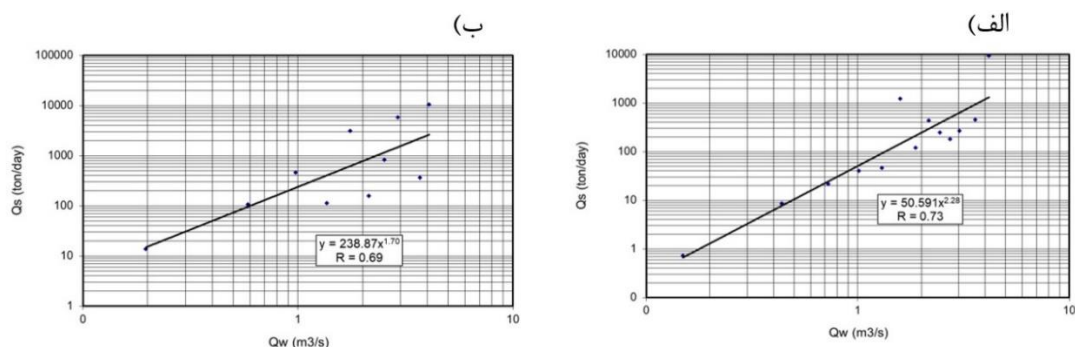 الف)
10000
1000
100
10
1
0
Qs (ton/day)
y = 50.591x^2.28
R = 0.73
0 1 10
Qw (m3/s)
ب)
100000
10000
1000
100
10
1
Qs (ton/day)
y = 238.87x^1.70
R = 0.69
0 1 10
Qw (m3/s)